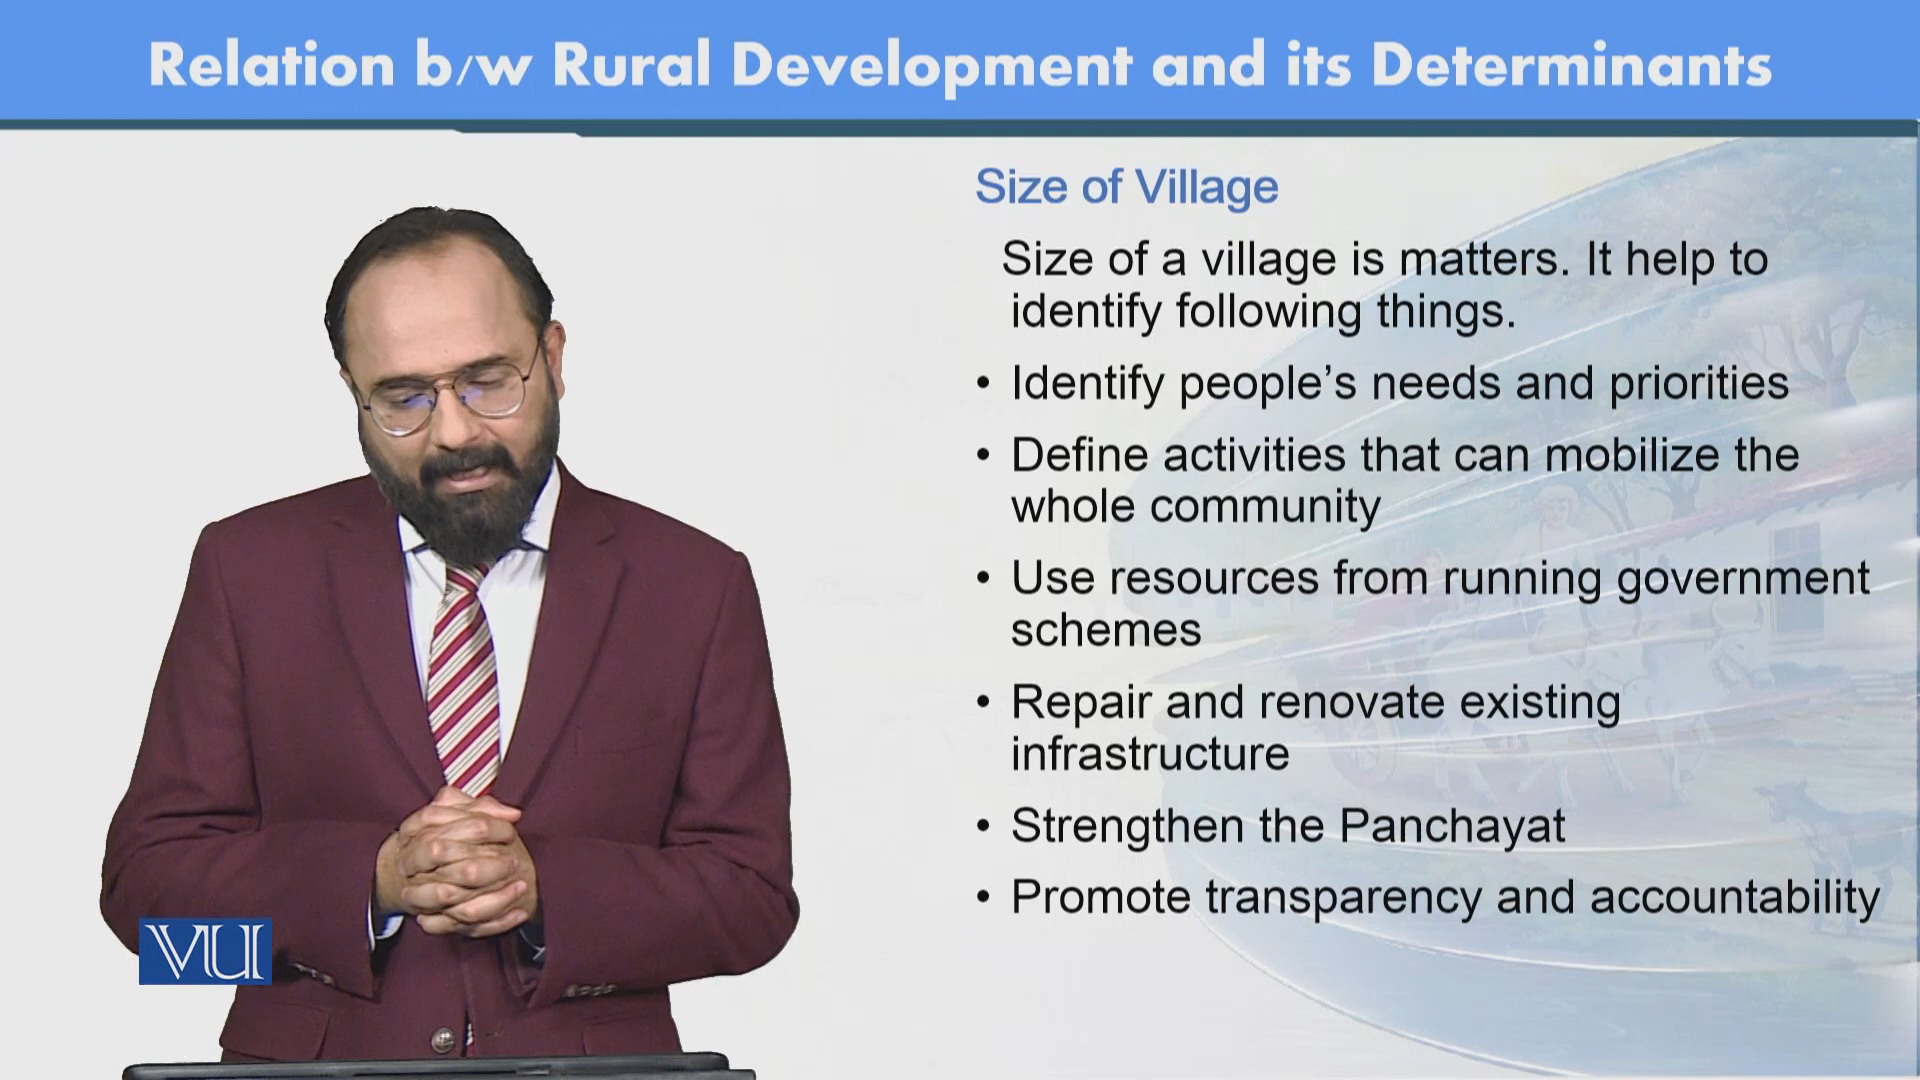 Relation b/w Rural Development and its Determinants
Size of Village
Size of a village is matters. It help to
identify following things.
• Identify people’s needs and priorities
• Define activities that can mobilize the
whole community
• Use resources from running government
schemes
• Repair and renovate existing
infrastructure
• Strengthen the Panchayat
• Promote transparency and accountability
VU